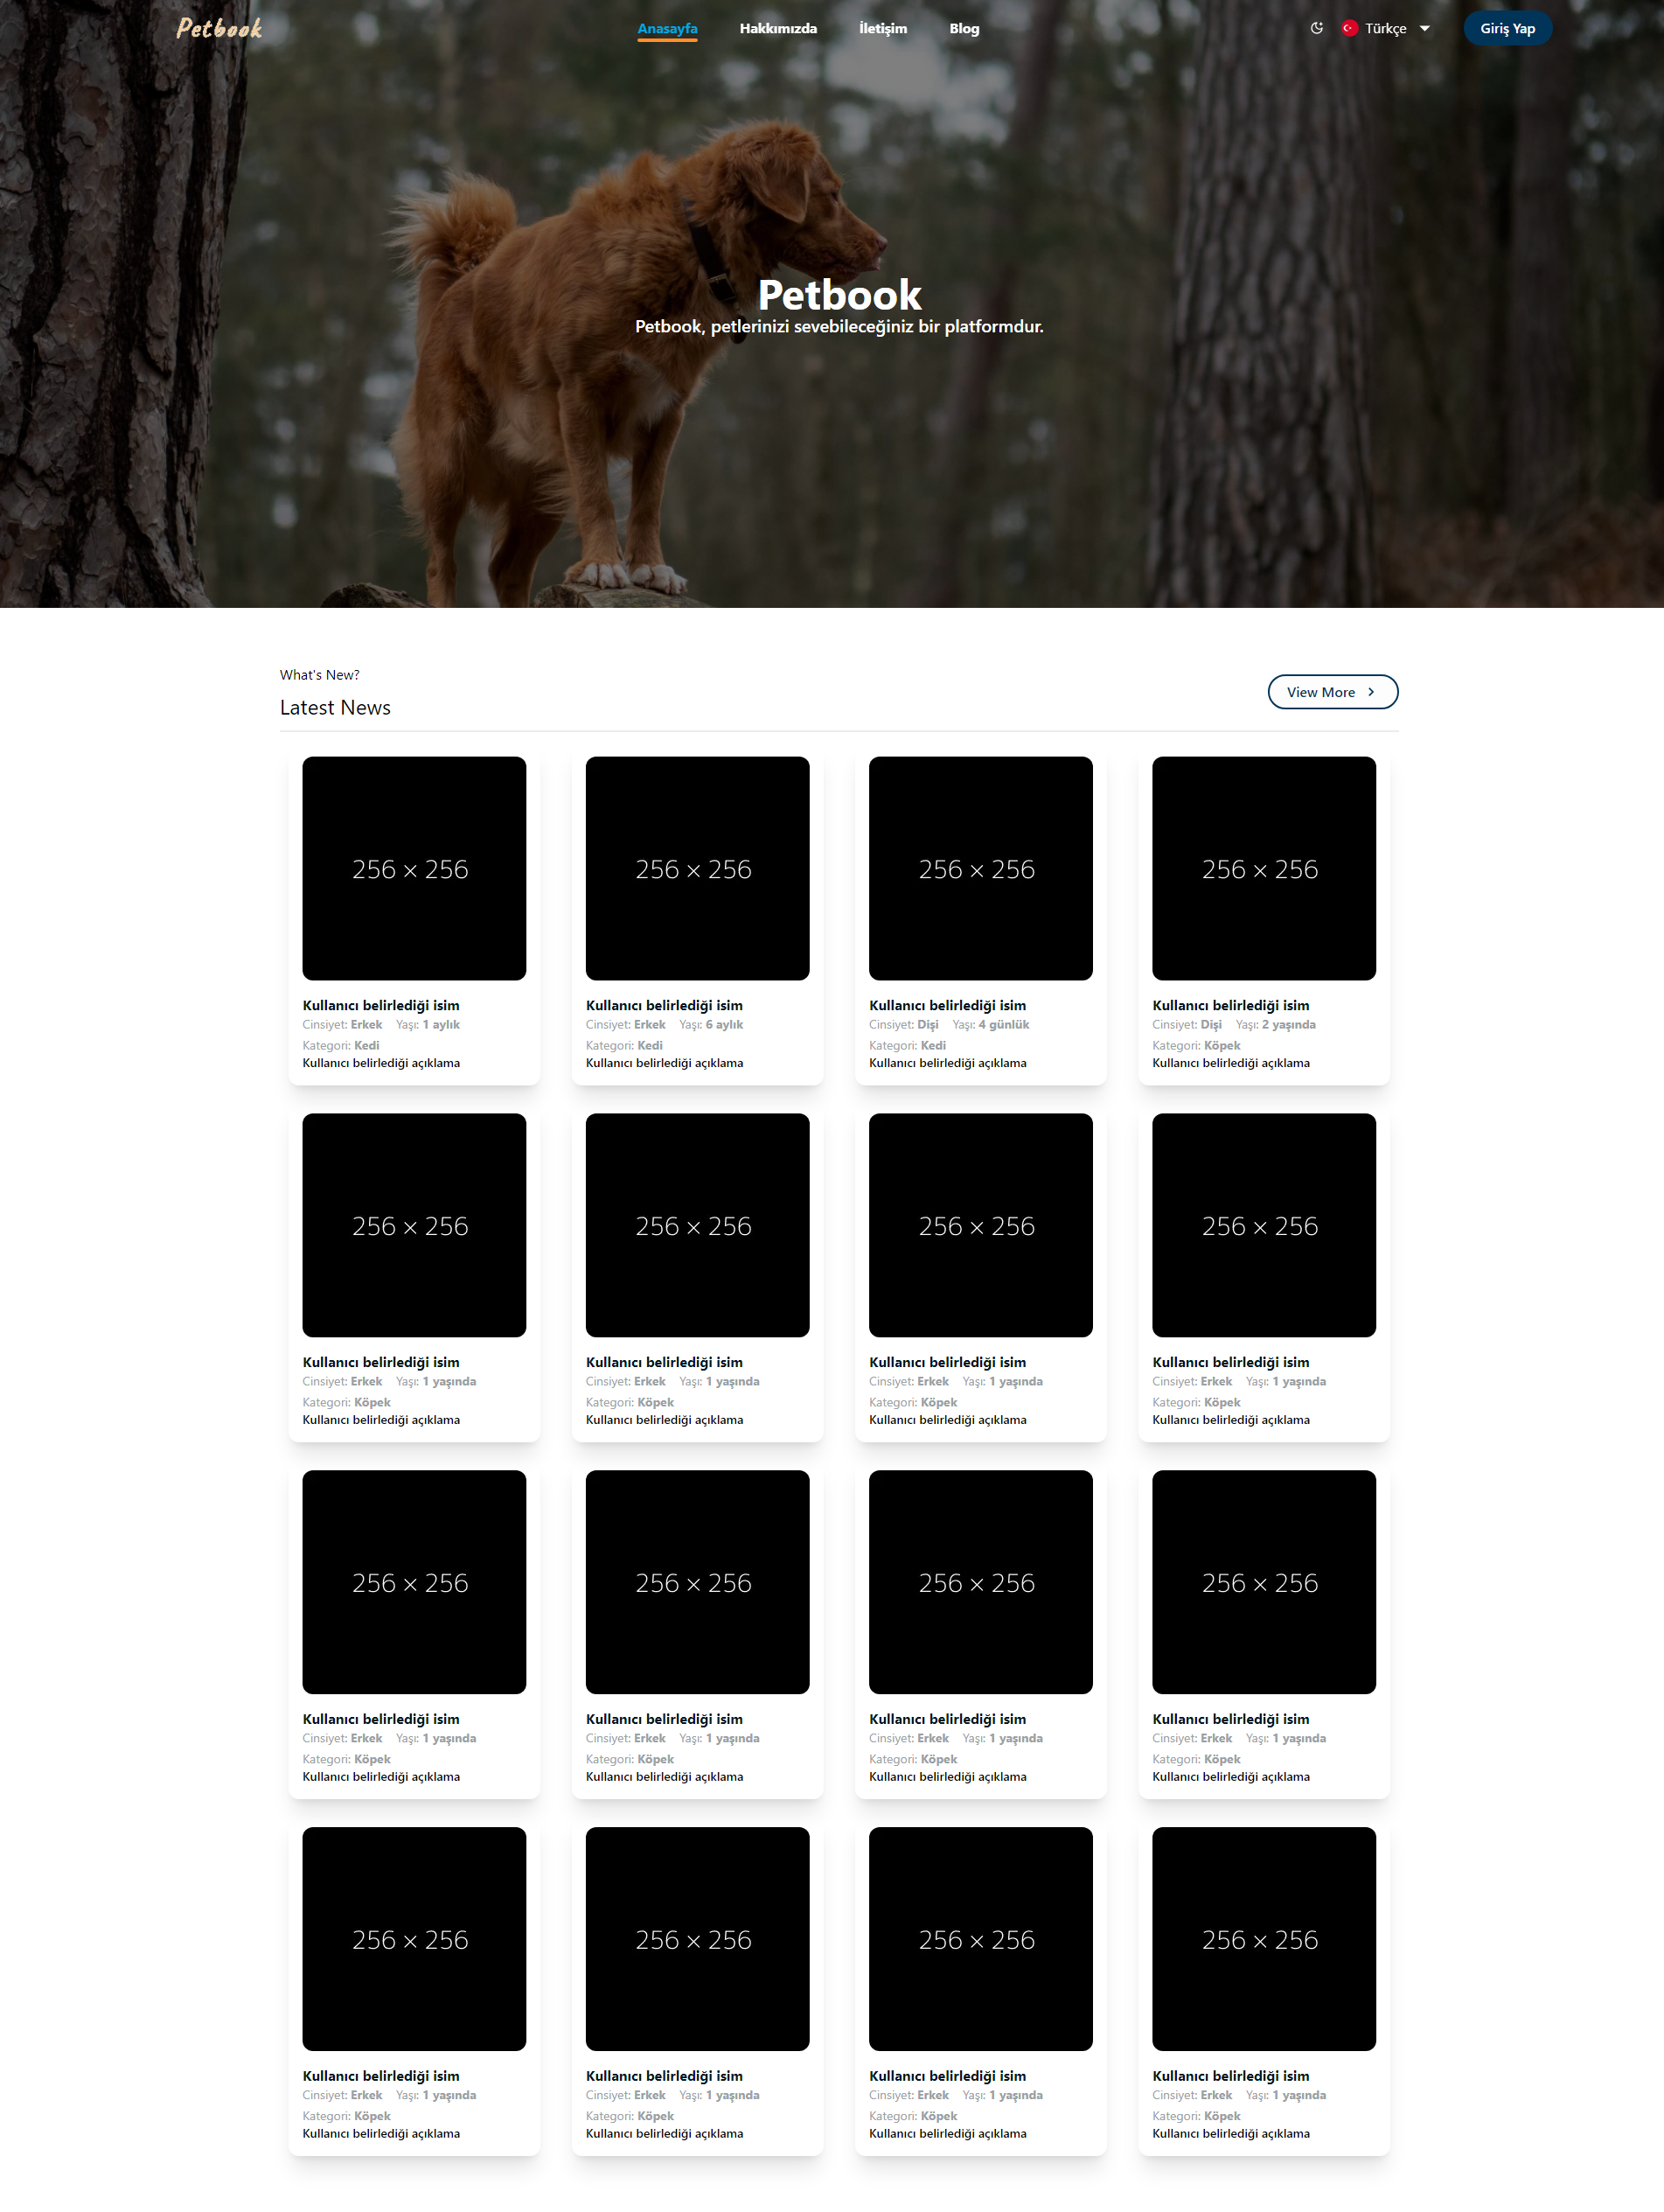 Petbook
Anasayfa Hakkımızda İletişim Blog Türkçe Giriş Yap
Petbook
Petbook, petlerinizi sevebileceğiniz bir platformdur.
What's New?
View More
Latest News
256 × 256 256 × 256 256 × 256 256 × 256
Kullanıcı belirlediği isim Kullanıcı belirlediği isim Kullanıcı belirlediği isim Kullanıcı belirlediği isim
Cinsiyet: Erkek Yaşı: 1 aylık Cinsiyet: Erkek Yaşı: 6 aylık Cinsiyet: Dişi Yaşı: 4 günlük Cinsiyet: Dişi Yaşı: 2 yaşında
Kategori: Kedi Kategori: Kedi Kategori: Kedi Kategori: Köpek
Kullanıcı belirlediği açıklama Kullanıcı belirlediği açıklama Kullanıcı belirlediği açıklama Kullanıcı belirlediği açıklama
256 × 256 256 × 256 256 × 256 256 × 256
Kullanıcı belirlediği isim Kullanıcı belirlediği isim Kullanıcı belirlediği isim Kullanıcı belirlediği isim
Cinsiyet: Erkek Yaşı: 1 yaşında Cinsiyet: Erkek Yaşı: 1 yaşında Cinsiyet: Erkek Yaşı: 1 yaşında Cinsiyet: Erkek Yaşı: 1 yaşında
Kategori: Köpek Kategori: Köpek Kategori: Köpek Kategori: Köpek
Kullanıcı belirlediği açıklama Kullanıcı belirlediği açıklama Kullanıcı belirlediği açıklama Kullanıcı belirlediği açıklama
256 × 256 256 × 256 256 × 256 256 × 256
Kullanıcı belirlediği isim Kullanıcı belirlediği isim Kullanıcı belirlediği isim Kullanıcı belirlediği isim
Cinsiyet: Erkek Yaşı: 1 yaşında Cinsiyet: Erkek Yaşı: 1 yaşında Cinsiyet: Erkek Yaşı: 1 yaşında Cinsiyet: Erkek Yaşı: 1 yaşında
Kategori: Köpek Kategori: Köpek Kategori: Köpek Kategori: Köpek
Kullanıcı belirlediği açıklama Kullanıcı belirlediği açıklama Kullanıcı belirlediği açıklama Kullanıcı belirlediği açıklama
256 × 256 256 × 256 256 × 256 256 × 256
Kullanıcı belirlediği isim Kullanıcı belirlediği isim Kullanıcı belirlediği isim Kullanıcı belirlediği isim
Cinsiyet: Erkek Yaşı: 1 yaşında Cinsiyet: Erkek Yaşı: 1 yaşında Cinsiyet: Erkek Yaşı: 1 yaşında Cinsiyet: Erkek Yaşı: 1 yaşında
Kategori: Köpek Kategori: Köpek Kategori: Köpek Kategori: Köpek
Kullanıcı belirlediği açıklama Kullanıcı belirlediği açıklama Kullanıcı belirlediği açıklama Kullanıcı belirlediği açıklama